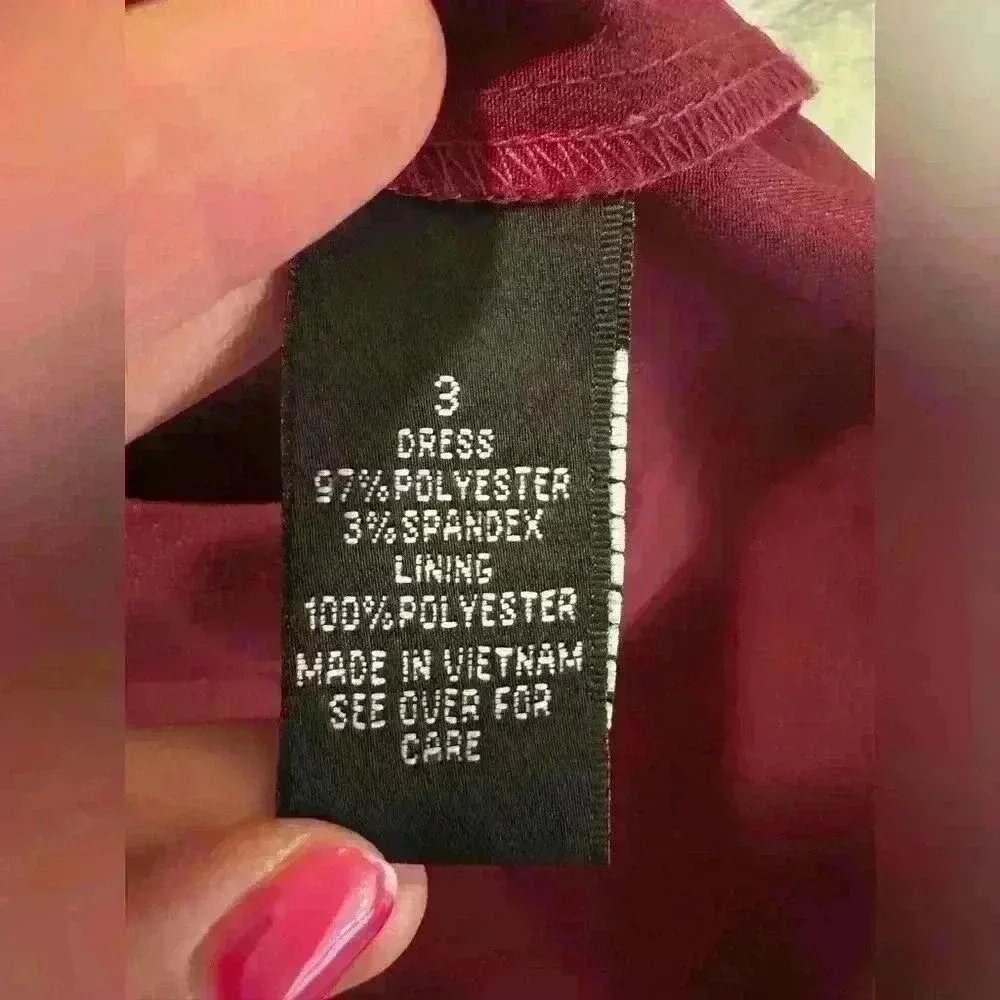 3
DRESS
97% POLYESTER
3% SPANDEX
LINING
100% POLYESTER
MADE IN VIETNAM
SEE OVER FOR
CARE